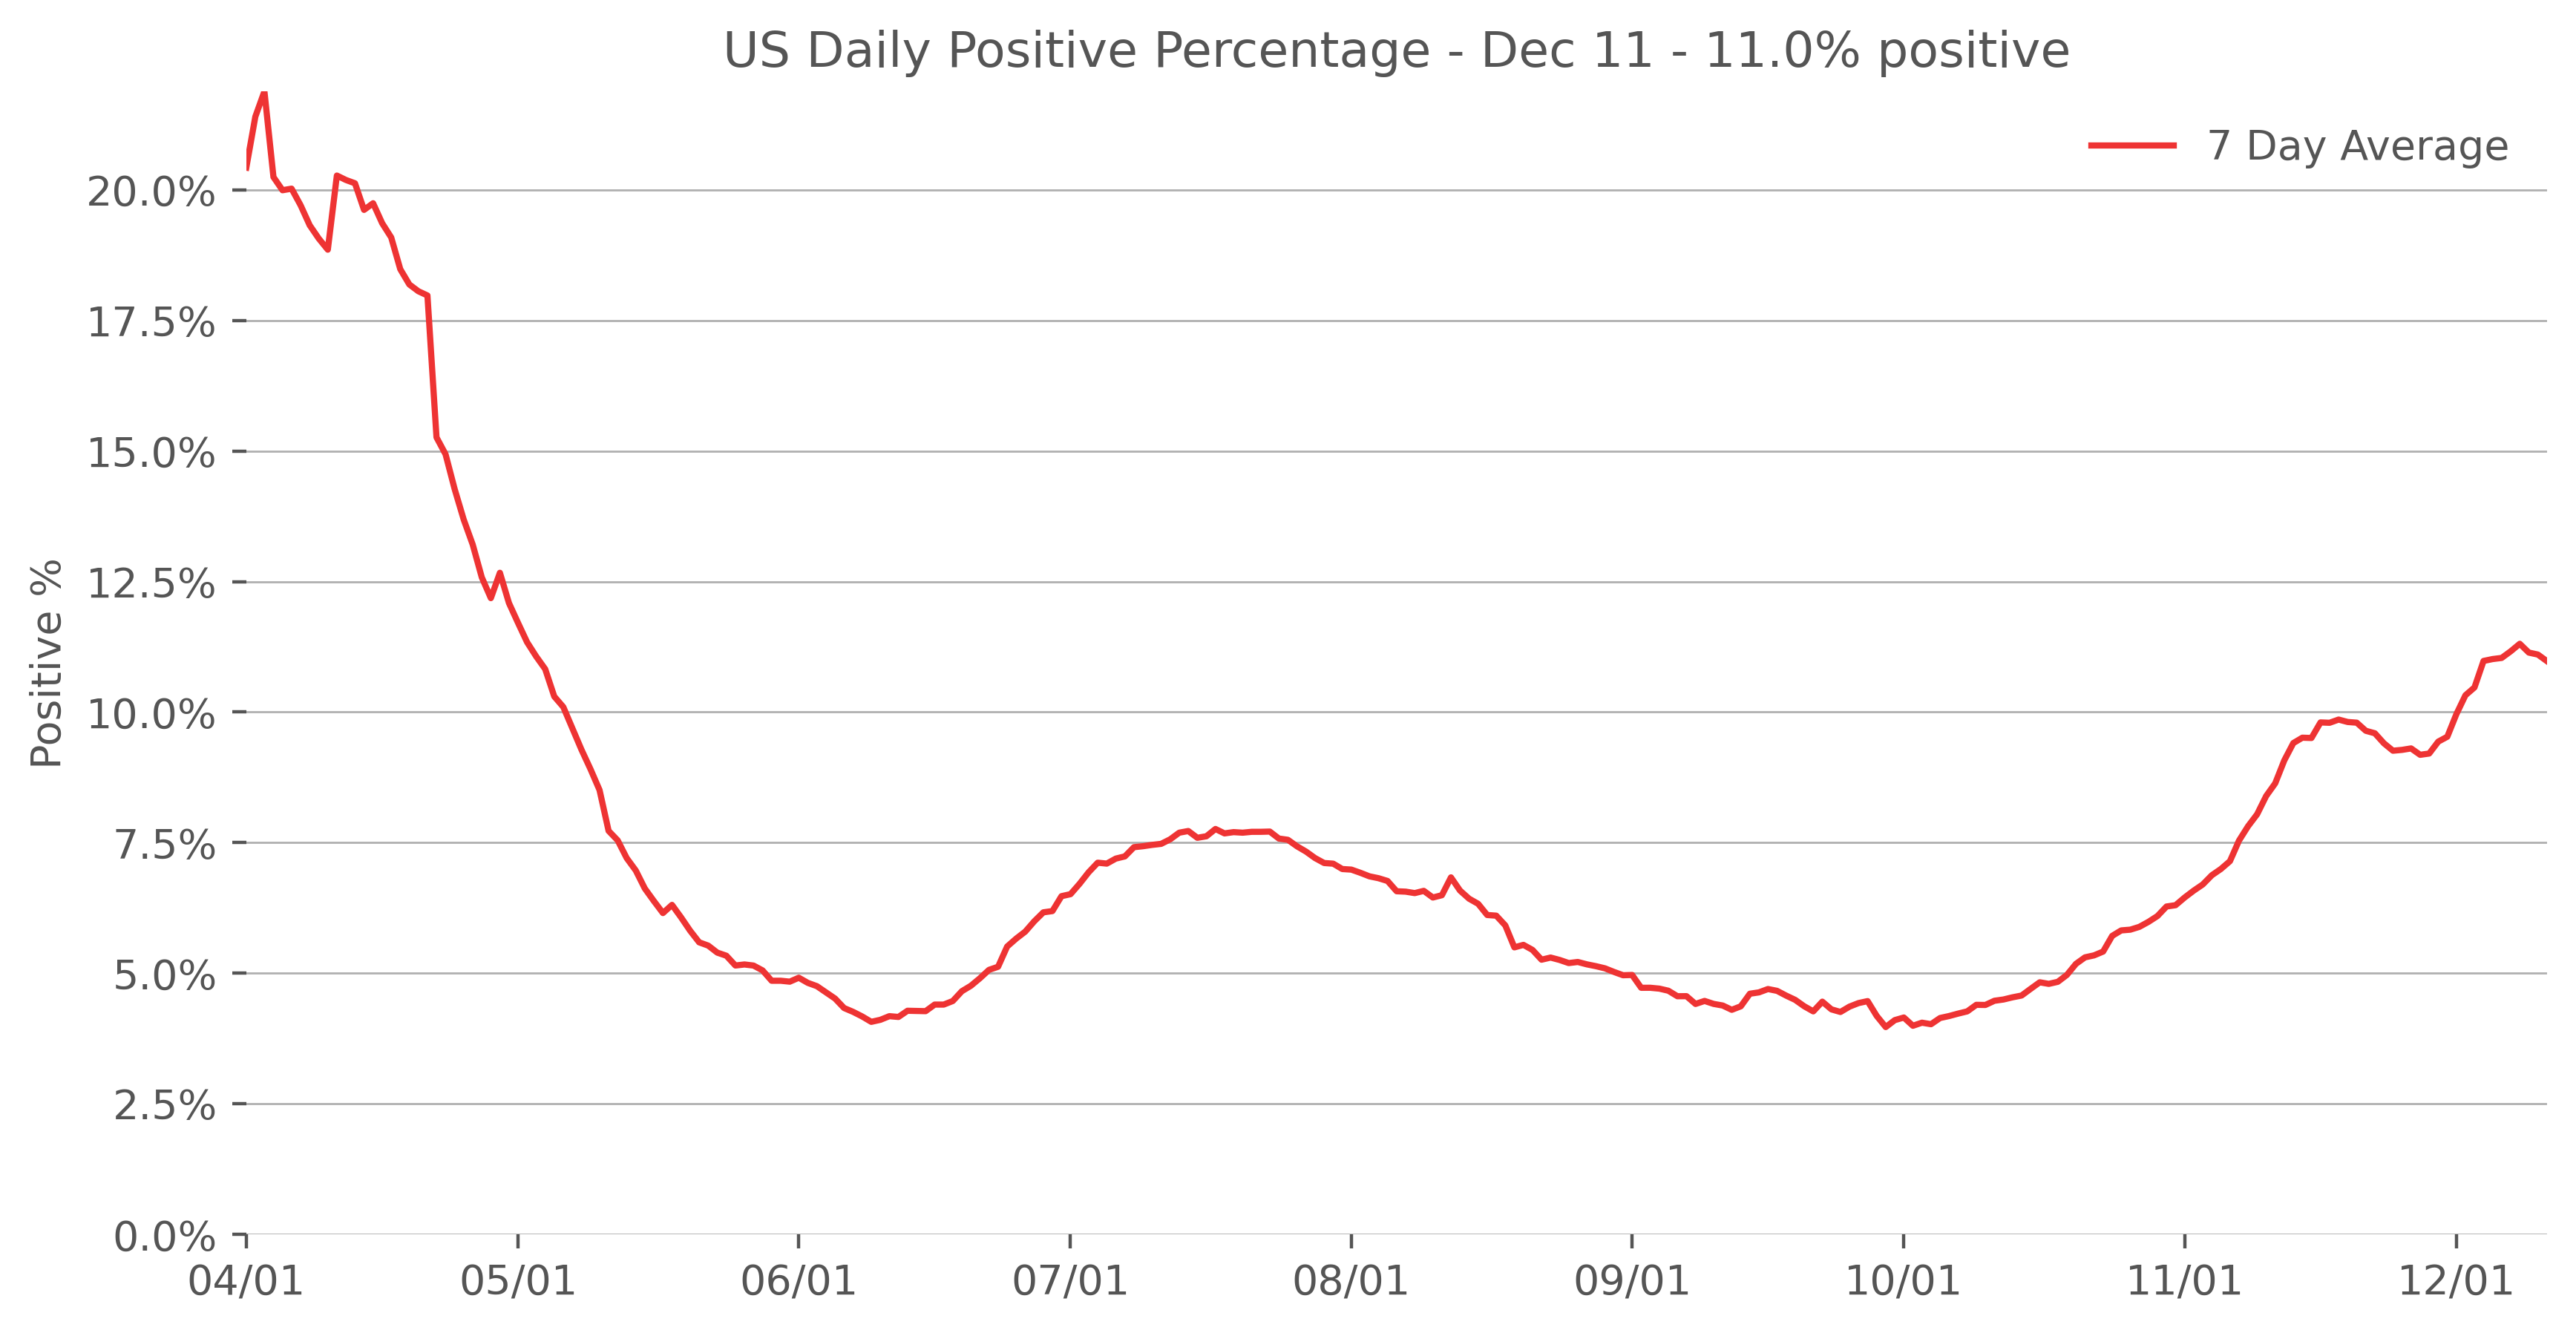 US Daily Positive Percentage - Dec 11 - 11.0% positive
7 Day Average
Positive %
20.0%
17.5%
15.0%
12.5%
10.0%
7.5%
5.0%
2.5%
0.0%
04/01 05/01 06/01 07/01 08/01 09/01 10/01 11/01 12/01